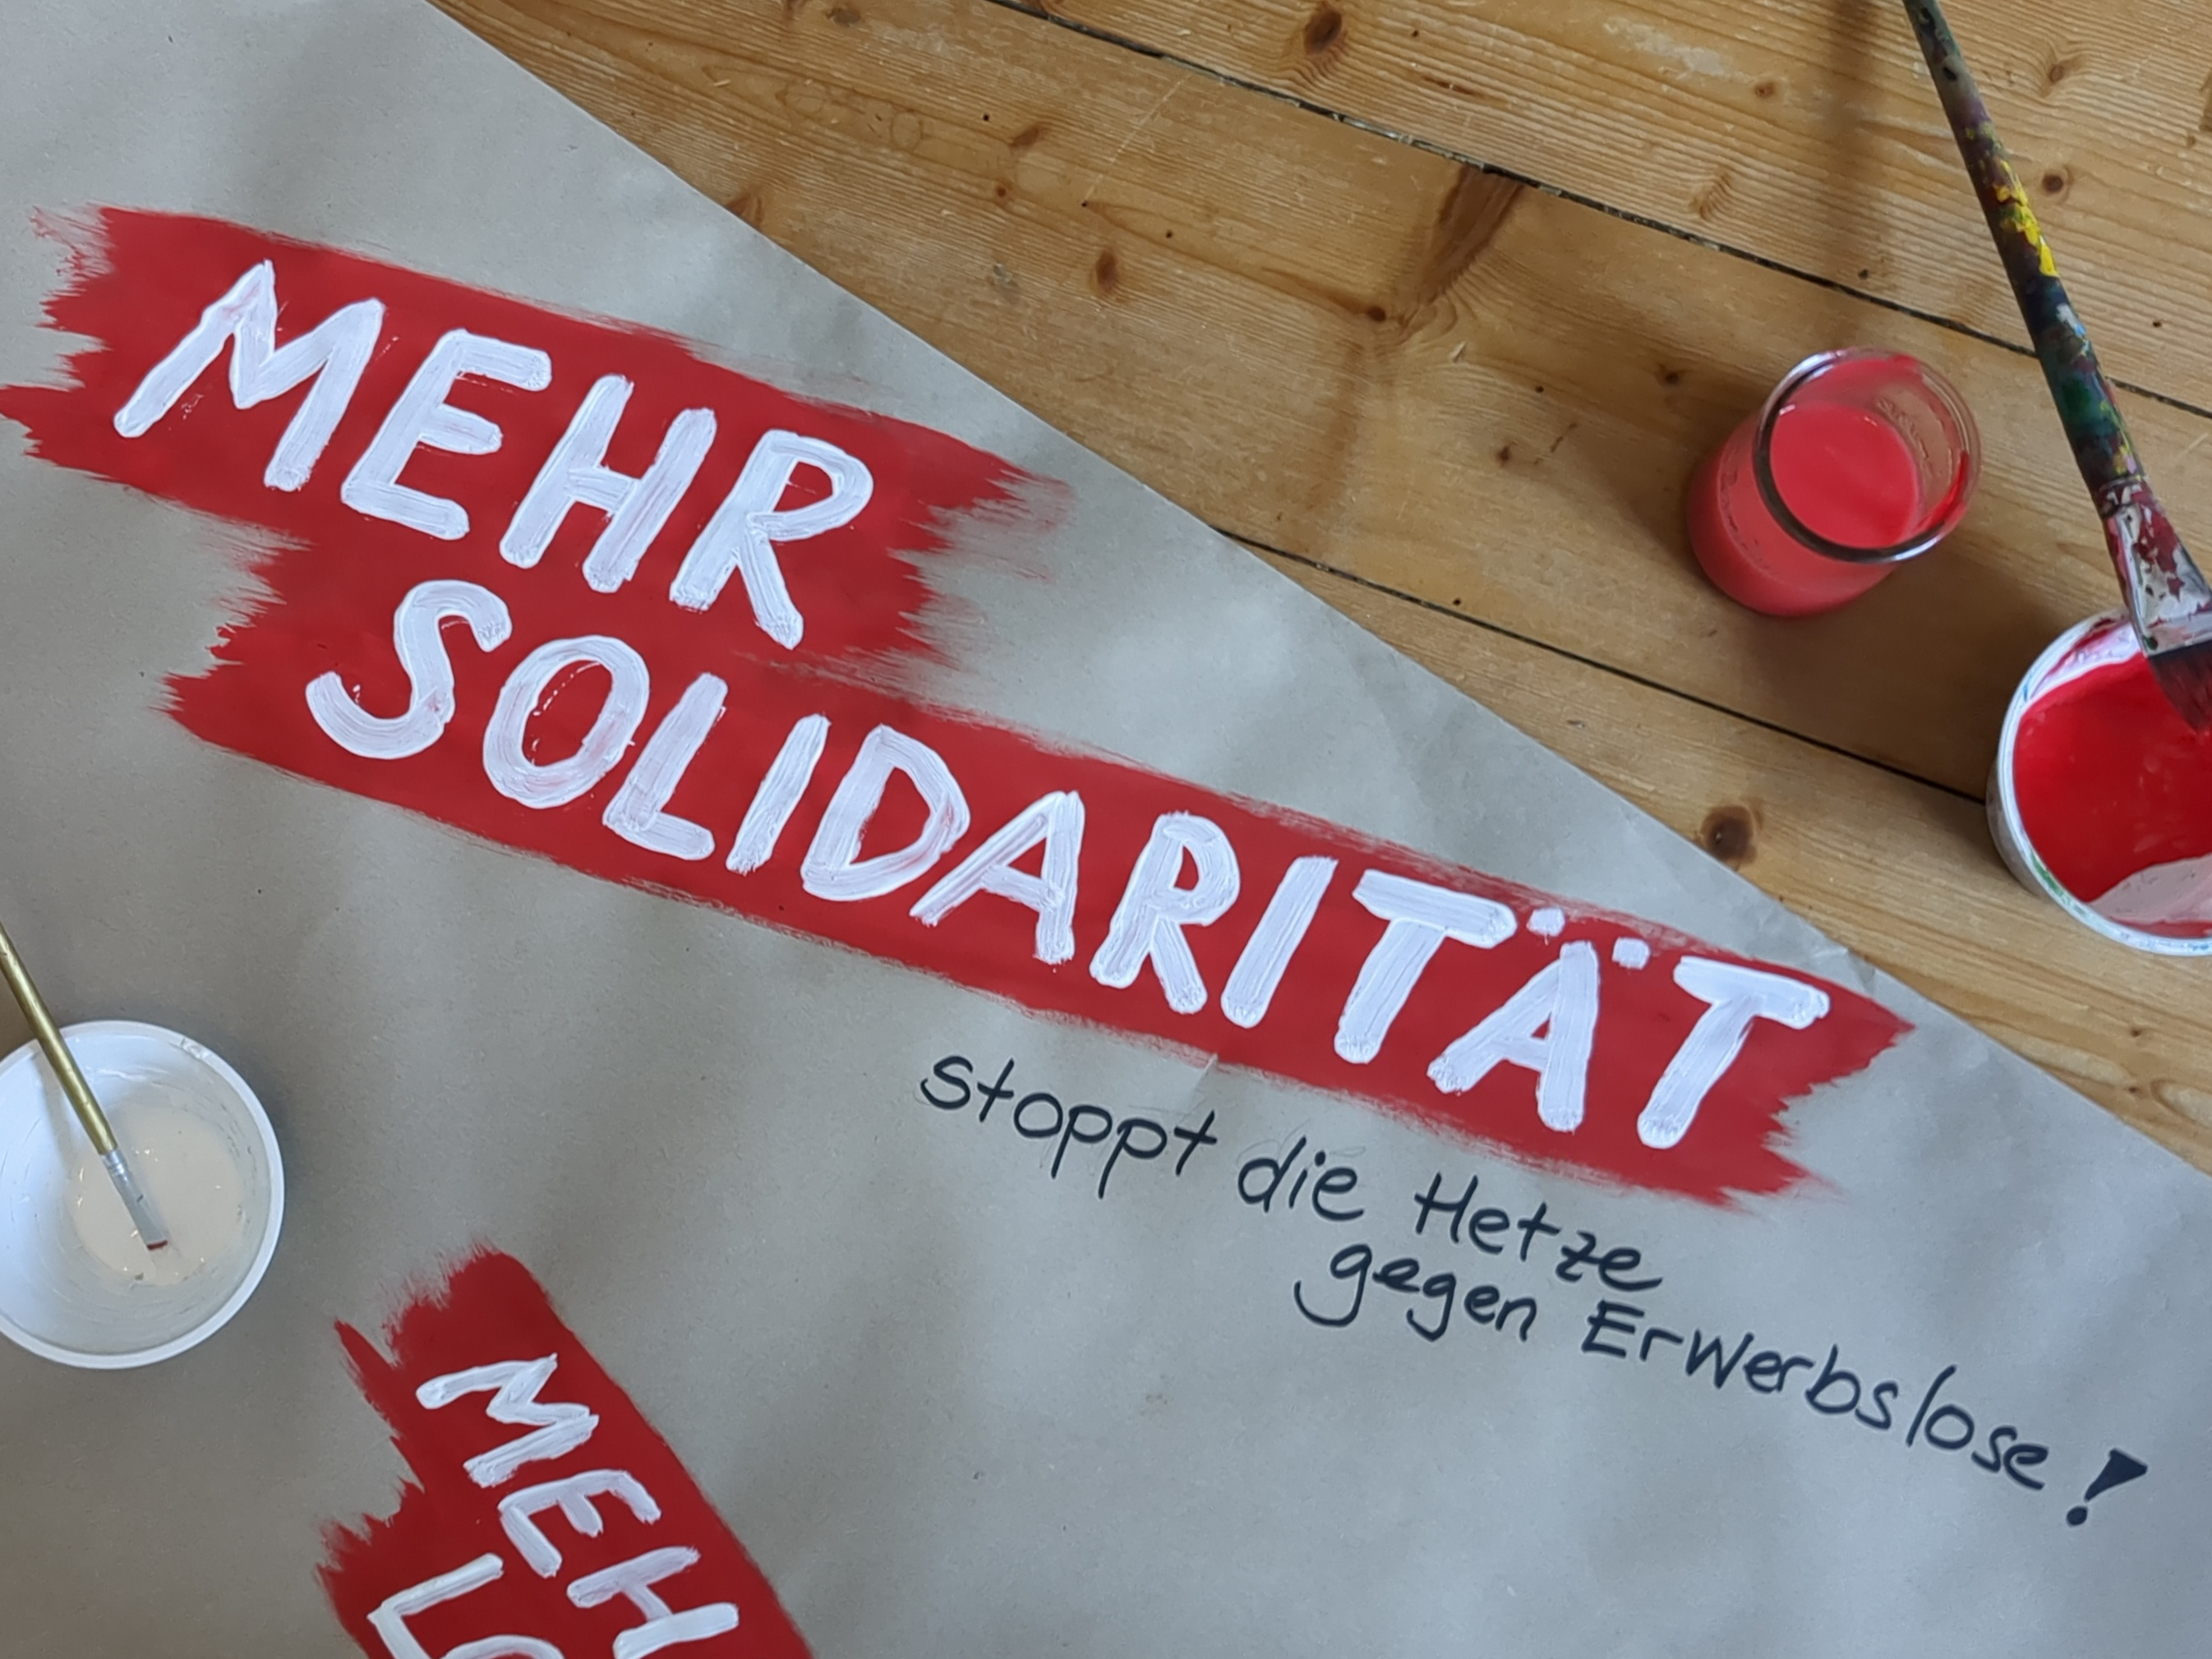 MEHR
SOLIDARITÄT
stoppt die Hetze
gegen Erwerbslose!
MEH